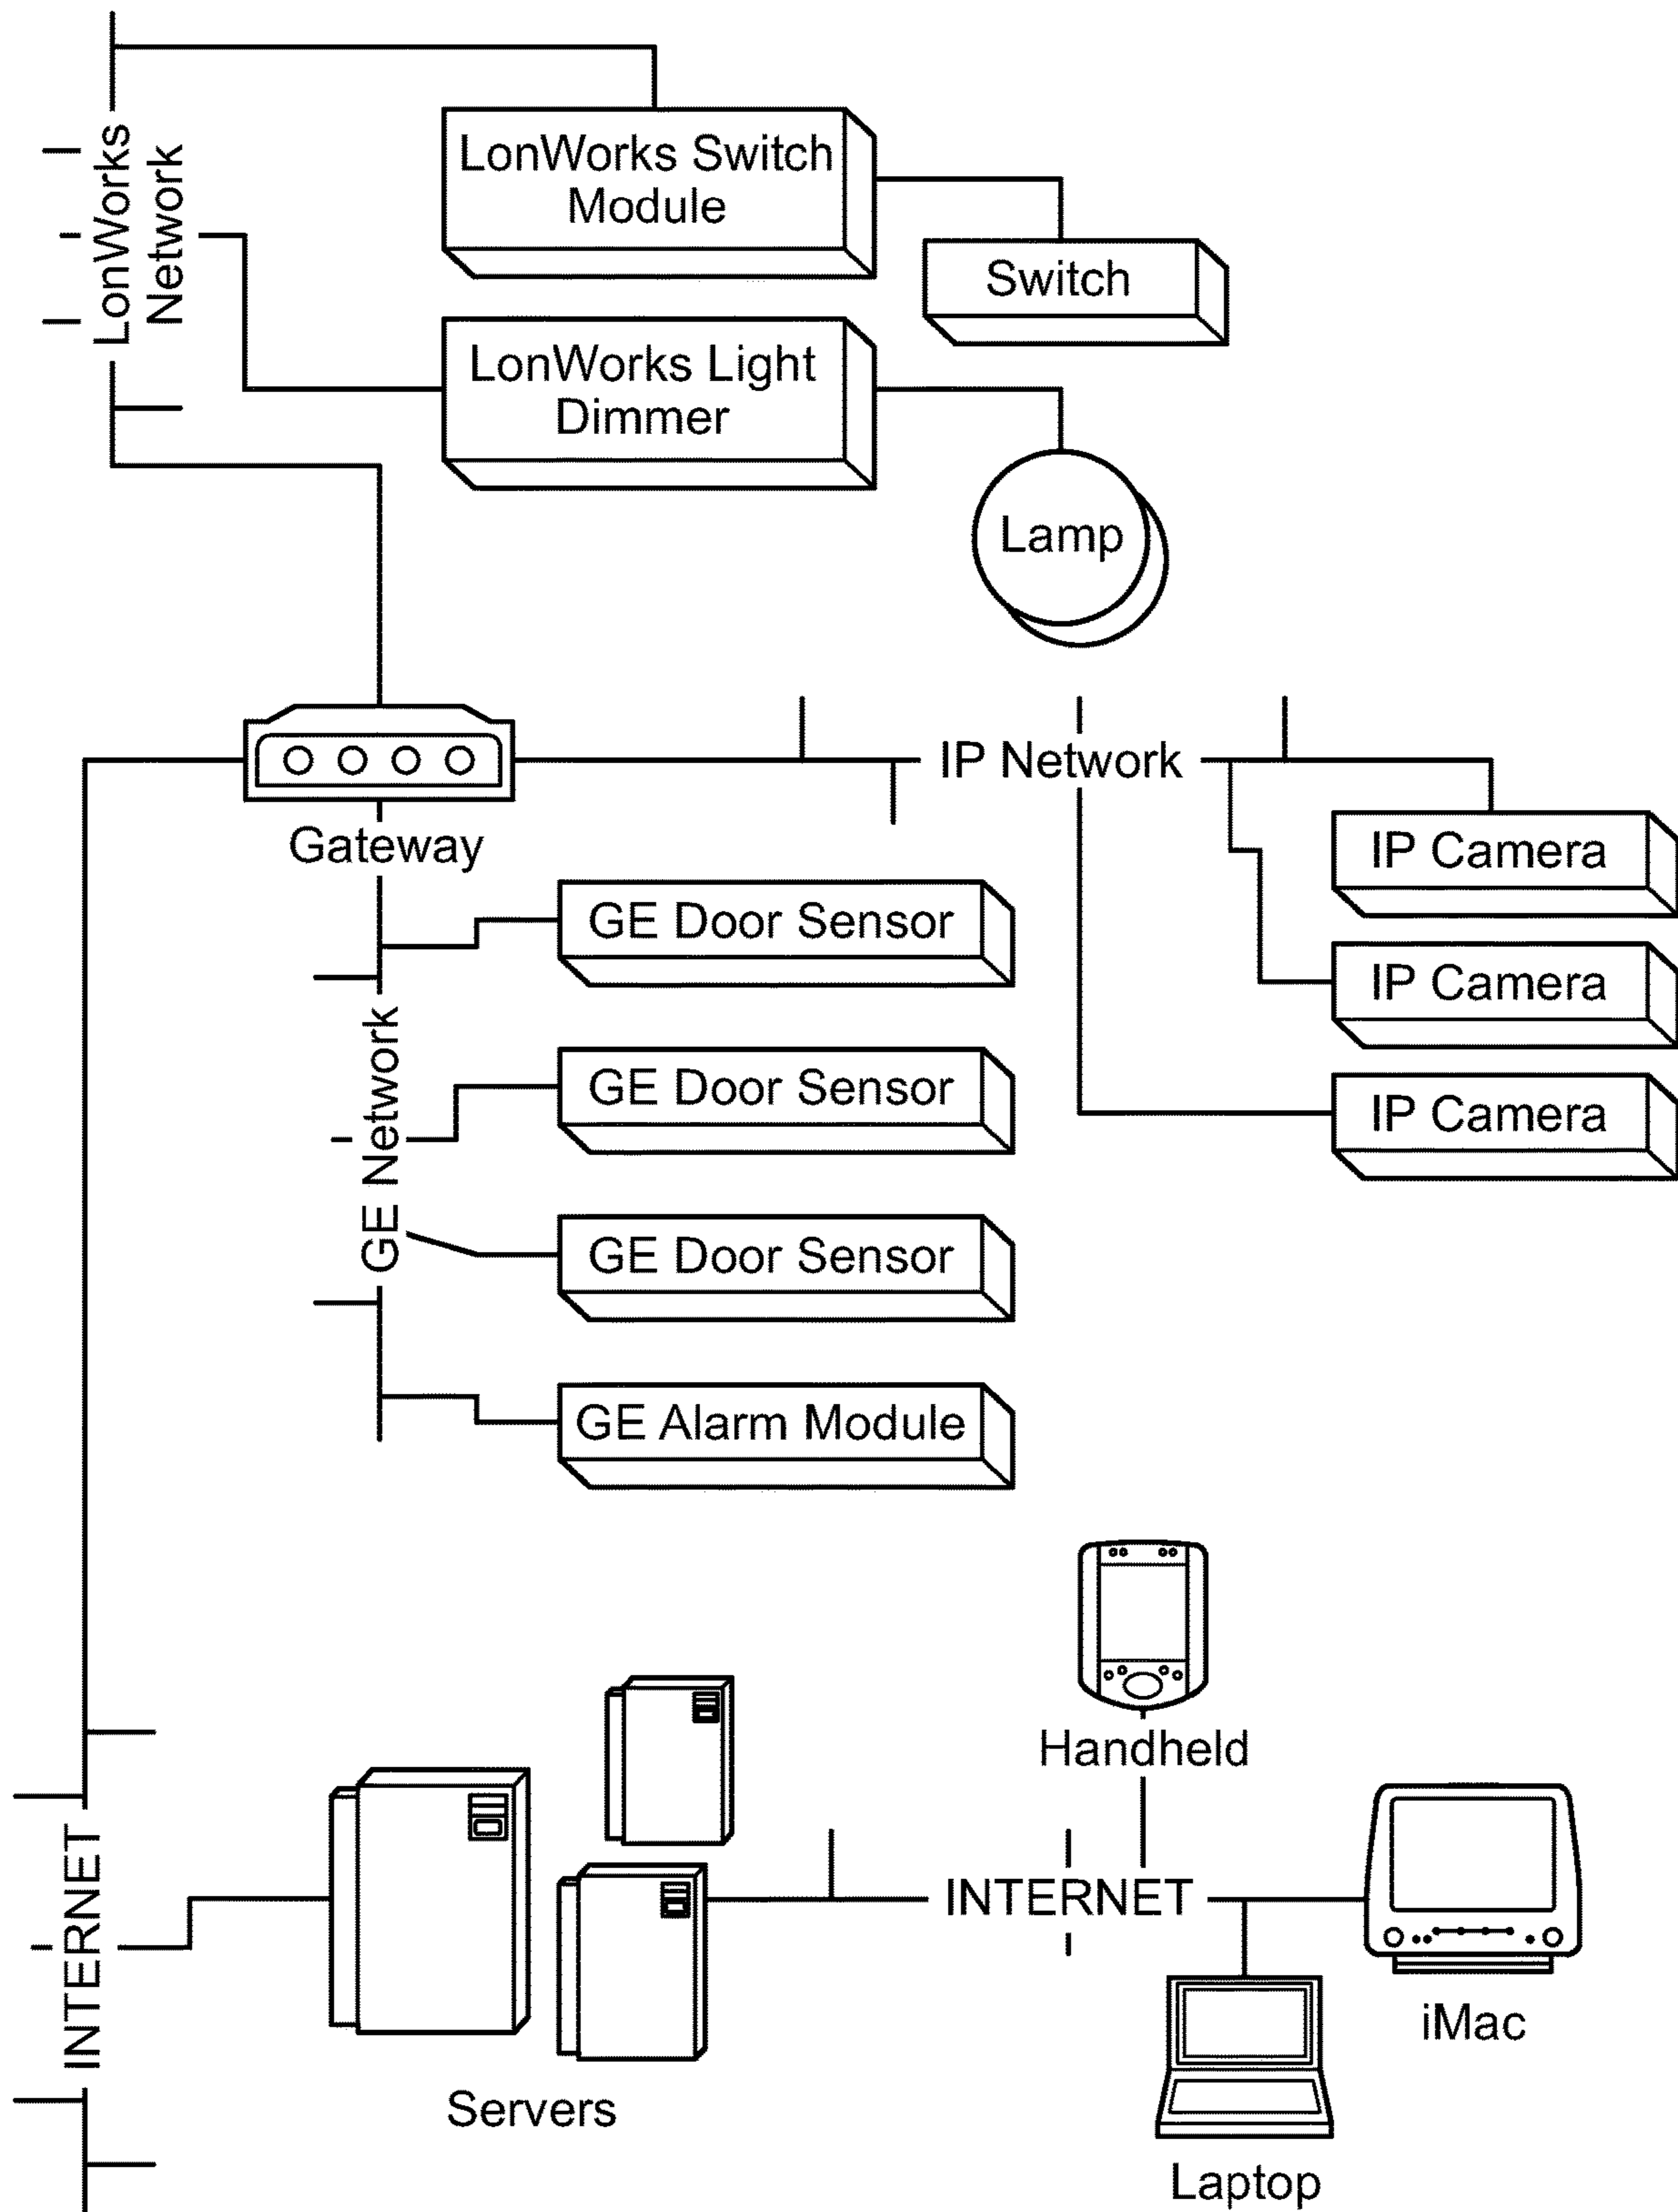 LonWorks
Network
LonWorks Switch
Module
Switch
LonWorks Light
Dimmer
Lamp
IP Network
Gateway
IP Camera
GE Door Sensor
IP Camera
GE Network
GE Door Sensor
IP Camera
GE Door Sensor
GE Alarm Module
Handheld
INTERNET
INTERNET
iMac
Servers
Laptop